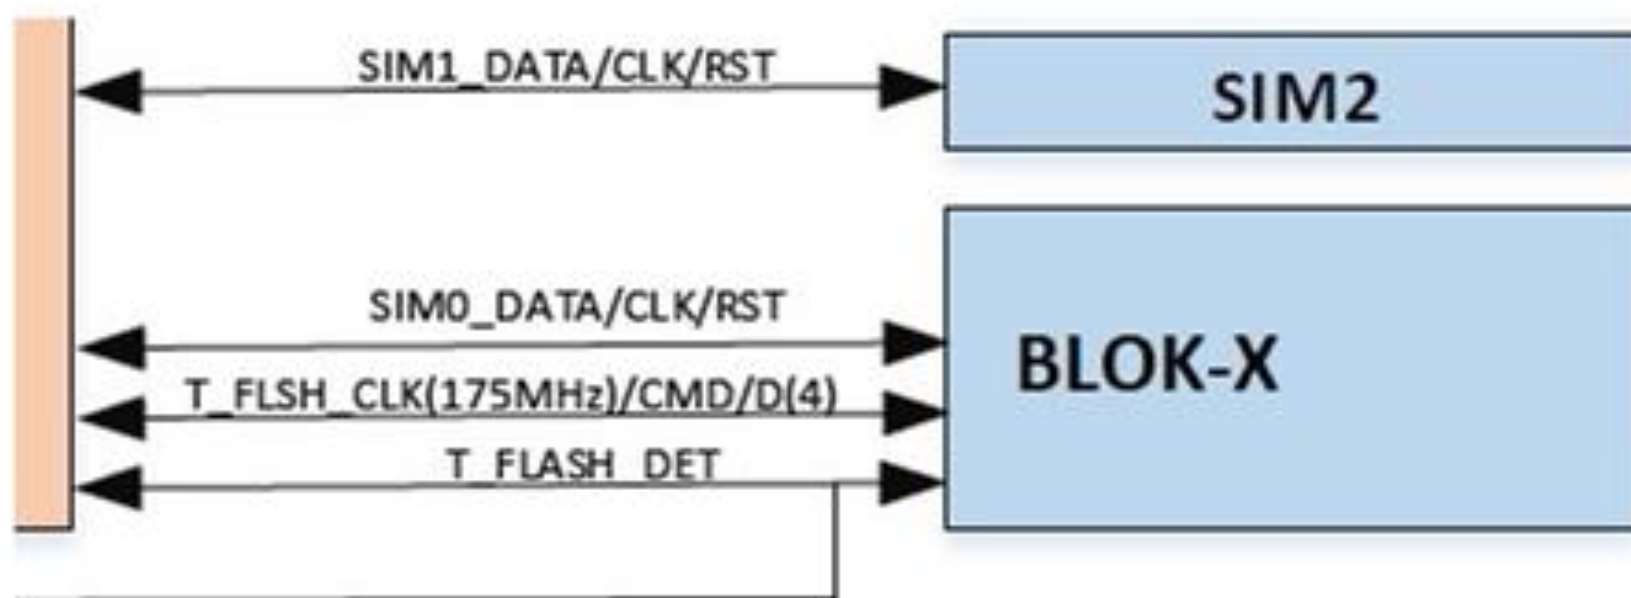 SIM1_DATA/CLK/RST
SIM2
SIM0_DATA/CLK/RST
BLOK-X
T_FLSH_CLK(175MHz)/CMD/D(4)
T_FLASH_DET